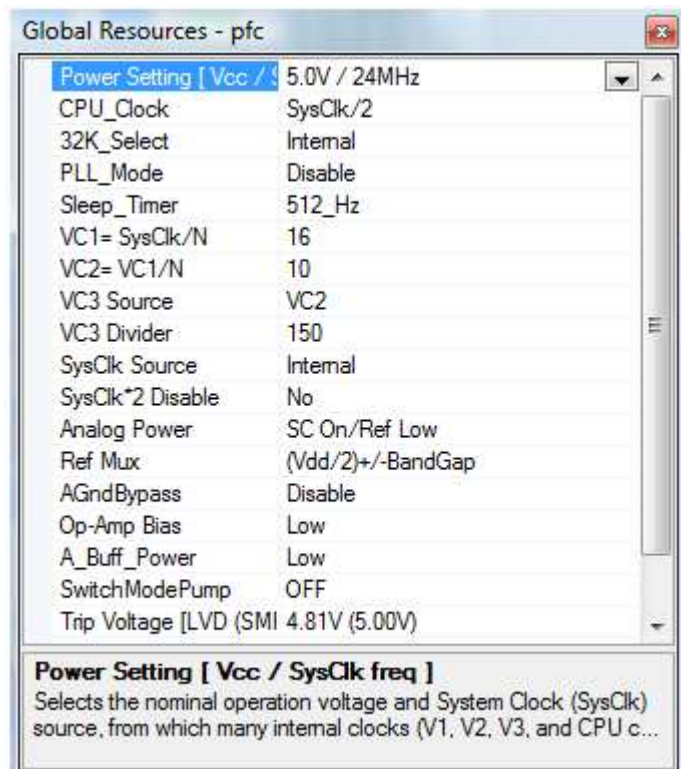 Global Resources - pfc
Power Setting [ Vcc / S 5.0V / 24MHz
CPU_Clock SysClk/2
32K_Select Internal
PLL_Mode Disable
Sleep_Timer 512_Hz
VC1= SysClk/N 16
VC2= VC1/N 10
VC3 Source VC2
VC3 Divider 150
SysClk Source Internal
SysClk*2 Disable No
Analog Power SC On/Ref Low
Ref Mux (Vdd/2)+/-BandGap
AGndBypass Disable
Op-Amp Bias Low
A_Buff_Power Low
SwitchModePump OFF
Trip Voltage [LVD (SMI 4.81V (5.00V)
Power Setting [ Vcc / SysClk freq ]
Selects the nominal operation voltage and System Clock (SysClk)
source, from which many internal clocks (V1, V2, V3, and CPU c...